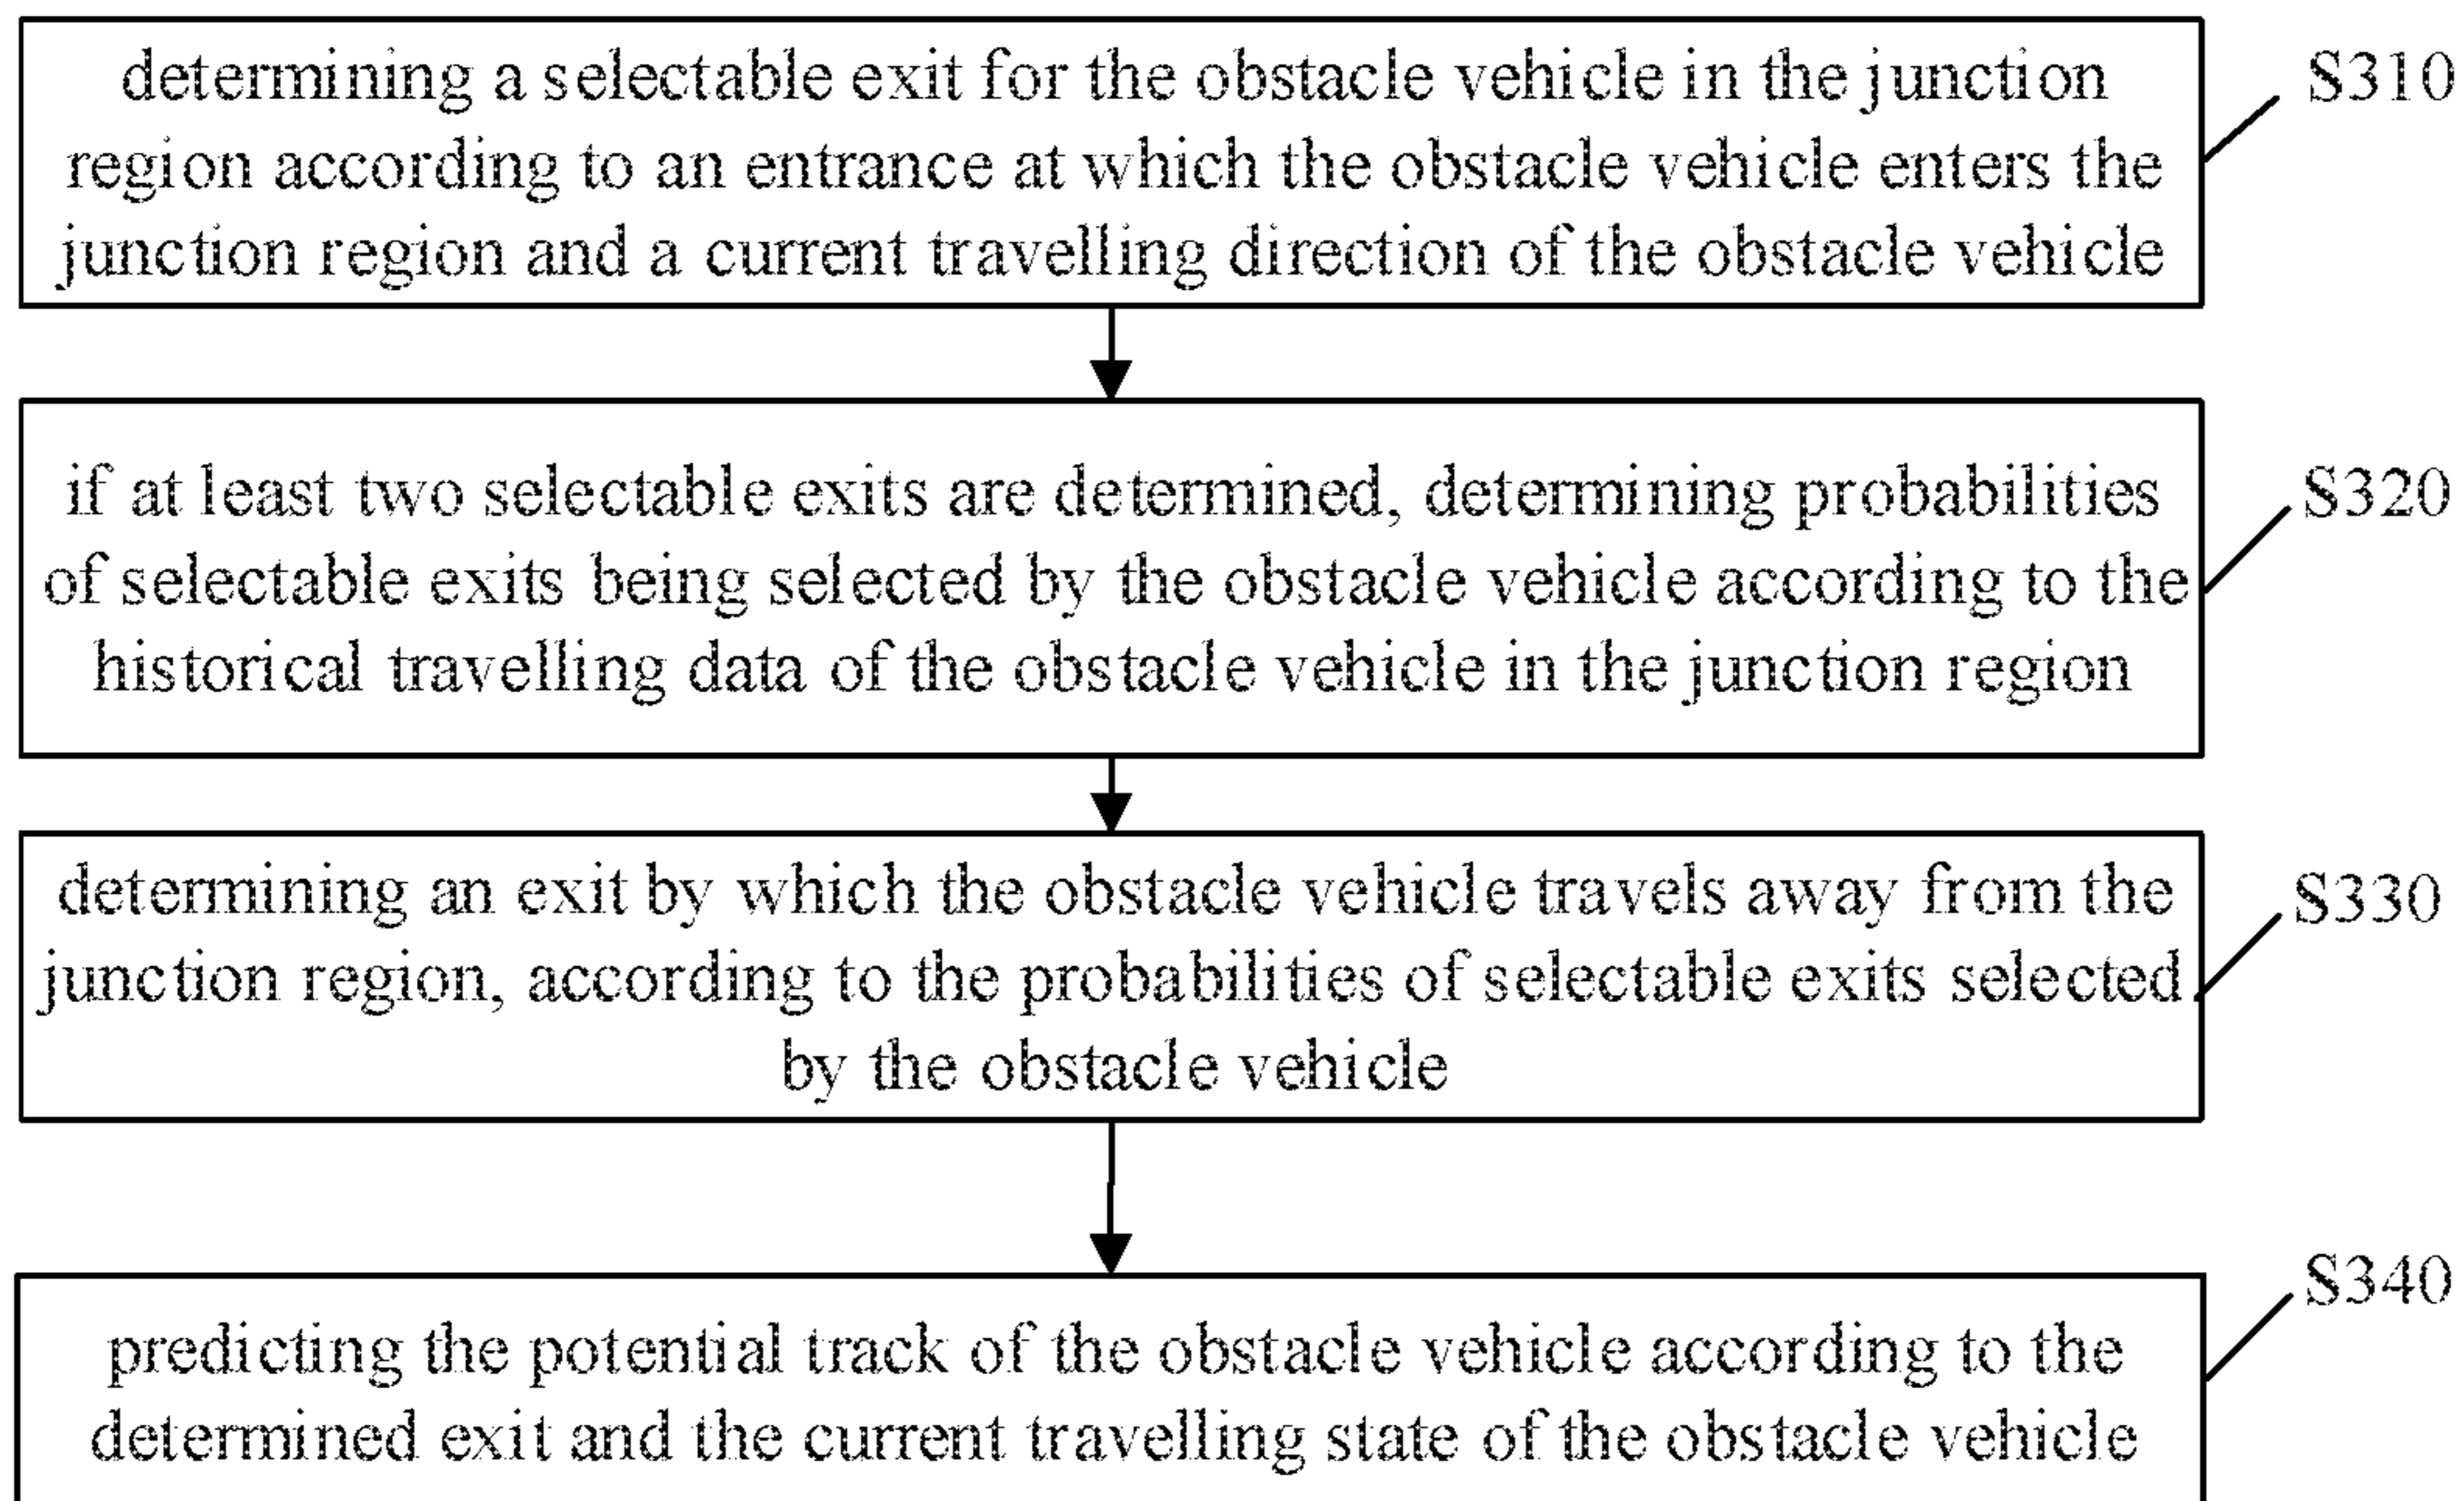 determining a selectable exit for the obstacle vehicle in the junction
region according to an entrance at which the obstacle vehicle enters the
junction region and a current travelling direction of the obstacle vehicle
S310
if at least two selectable exits are determined, determining probabilities
of selectable exits being selected by the obstacle vehicle according to the
historical travelling data of the obstacle vehicle in the junction region
S320
determining an exit by which the obstacle vehicle travels away from the
junction region, according to the probabilities of selectable exits selected
by the obstacle vehicle
S330
predicting the potential track of the obstacle vehicle according to the
determined exit and the current travelling state of the obstacle vehicle
S340